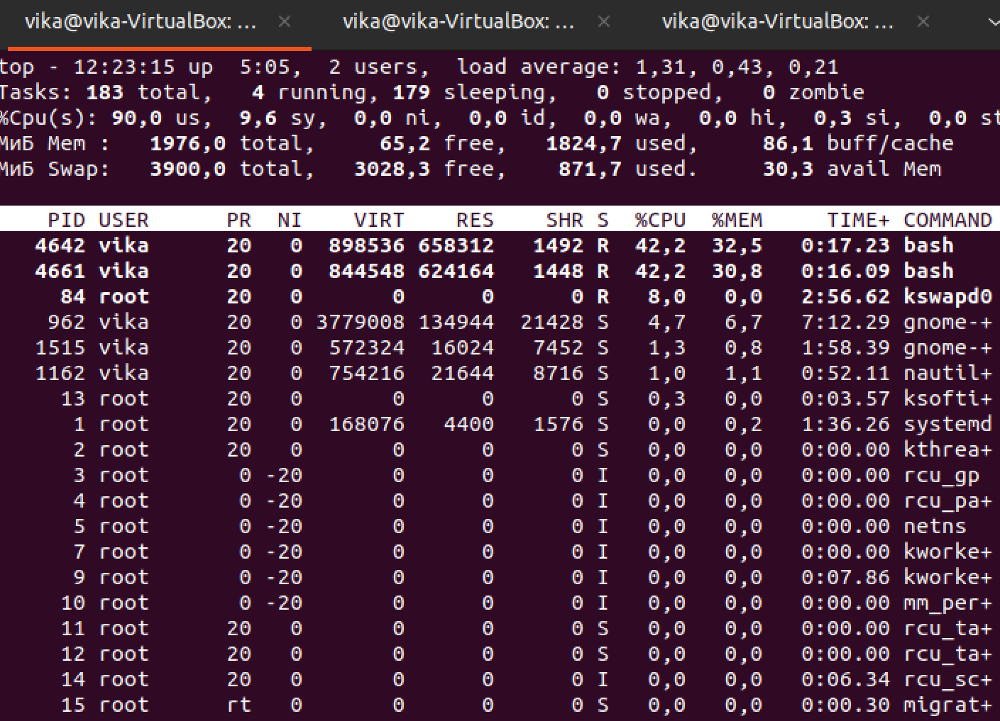 vika@vika-VirtualBox: ... × vika@vika-VirtualBox: ... × vika@vika-VirtualBox: ... ×
top - 12:23:15 up  5:05,  2 users,  load average: 1,31, 0,43, 0,21
Tasks: 183 total,   4 running, 179 sleeping,   0 stopped,   0 zombie
%Cpu(s): 90,0 us,  9,6 sy,  0,0 ni,  0,0 id,  0,0 wa,  0,0 hi,  0,3 si,  0,0 st
МиБ Mem :   1976,0 total,     65,2 free,   1824,7 used,     86,1 buff/cache
МиБ Swap:   3900,0 total,   3028,3 free,    871,7 used.     30,3 avail Mem
PID USER      PR  NI    VIRT    RES    SHR S  %CPU  %MEM     TIME+ COMMAND
4642 vika      20   0  898536 658312   1492 R  42,2  32,5   0:17.23 bash
4661 vika      20   0  844548 624164   1448 R  42,2  30,8   0:16.09 bash
84 root      20   0       0      0      0 R   8,0   0,0   2:56.62 kswapd0
962 vika      20   0 3779008 134944  21428 S   4,7   6,7   7:12.29 gnome-+
1515 vika      20   0  572324  16024   7452 S   1,3   0,8   1:58.39 gnome-+
1162 vika      20   0  754216  21644   8716 S   1,0   1,1   0:52.11 nautil+
13 root      20   0       0      0      0 S   0,3   0,0   0:03.57 ksofti+
1 root      20   0  168076   4400   1576 S   0,0   0,2   1:36.26 systemd
2 root      20   0       0      0      0 S   0,0   0,0   0:00.00 kthrea+
3 root       0 -20       0      0      0 I   0,0   0,0   0:00.00 rcu_gp
4 root       0 -20       0      0      0 I   0,0   0,0   0:00.00 rcu_pa+
5 root       0 -20       0      0      0 I   0,0   0,0   0:00.00 netns
7 root       0 -20       0      0      0 I   0,0   0,0   0:00.00 kworke+
9 root       0 -20       0      0      0 I   0,0   0,0   0:07.86 kworke+
10 root       0 -20       0      0      0 I   0,0   0,0   0:00.00 mm_per+
11 root      20   0       0      0      0 S   0,0   0,0   0:00.00 rcu_ta+
12 root      20   0       0      0      0 S   0,0   0,0   0:00.00 rcu_ta+
14 root      20   0       0      0      0 I   0,0   0,0   0:06.34 rcu_sc+
15 root      rt   0       0      0      0 S   0,0   0,0   0:00.30 migrat+